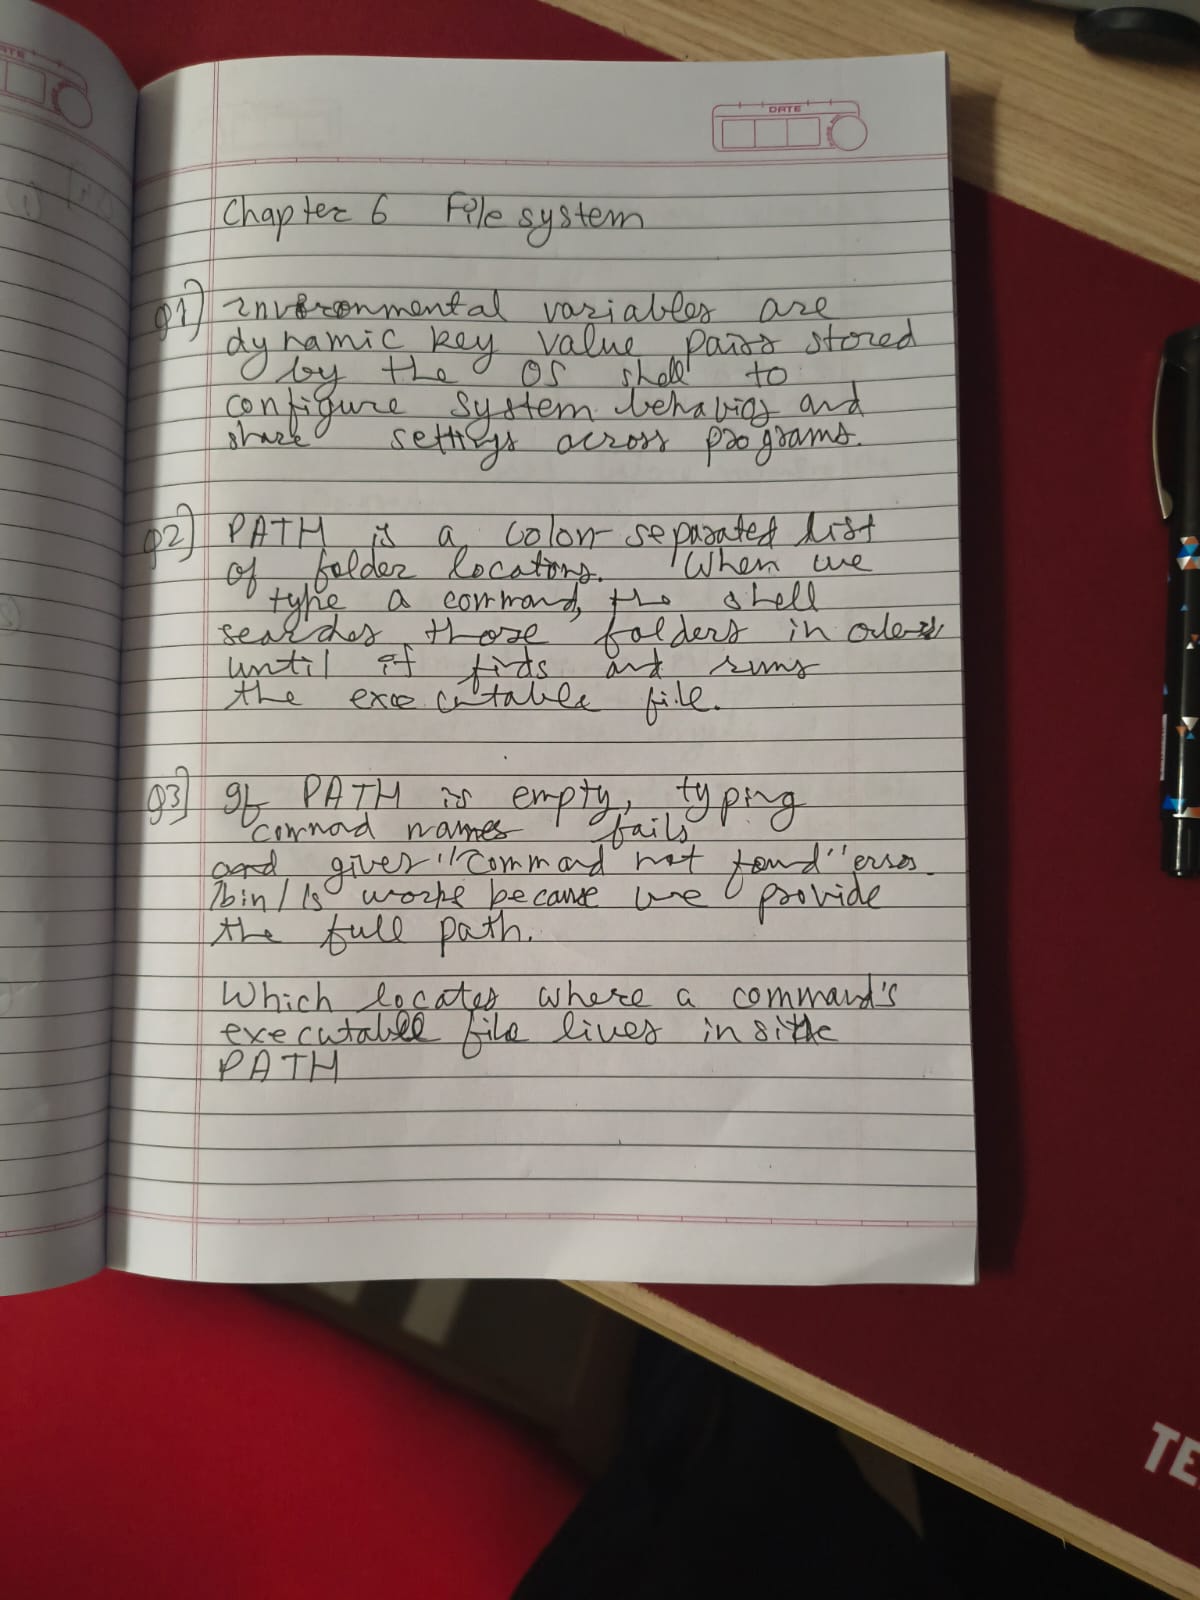 DATE
Chapter 6 File system
Q1) Environmental variables are
dynamic key value pairs stored
by the OS shell to
configure system behavior and
share settings across programs.
Q2) PATH is a colon-separated list
of folder locations. When we
type a command, the shell
searches those folders in order
until it finds and runs
the executable file.
Q3) If PATH is empty, typing
command names fails
and gives "Command not found" error.
/bin/ls works because we provide
the full path.
Which locates where a command's
executable file lives in
PATH
TE